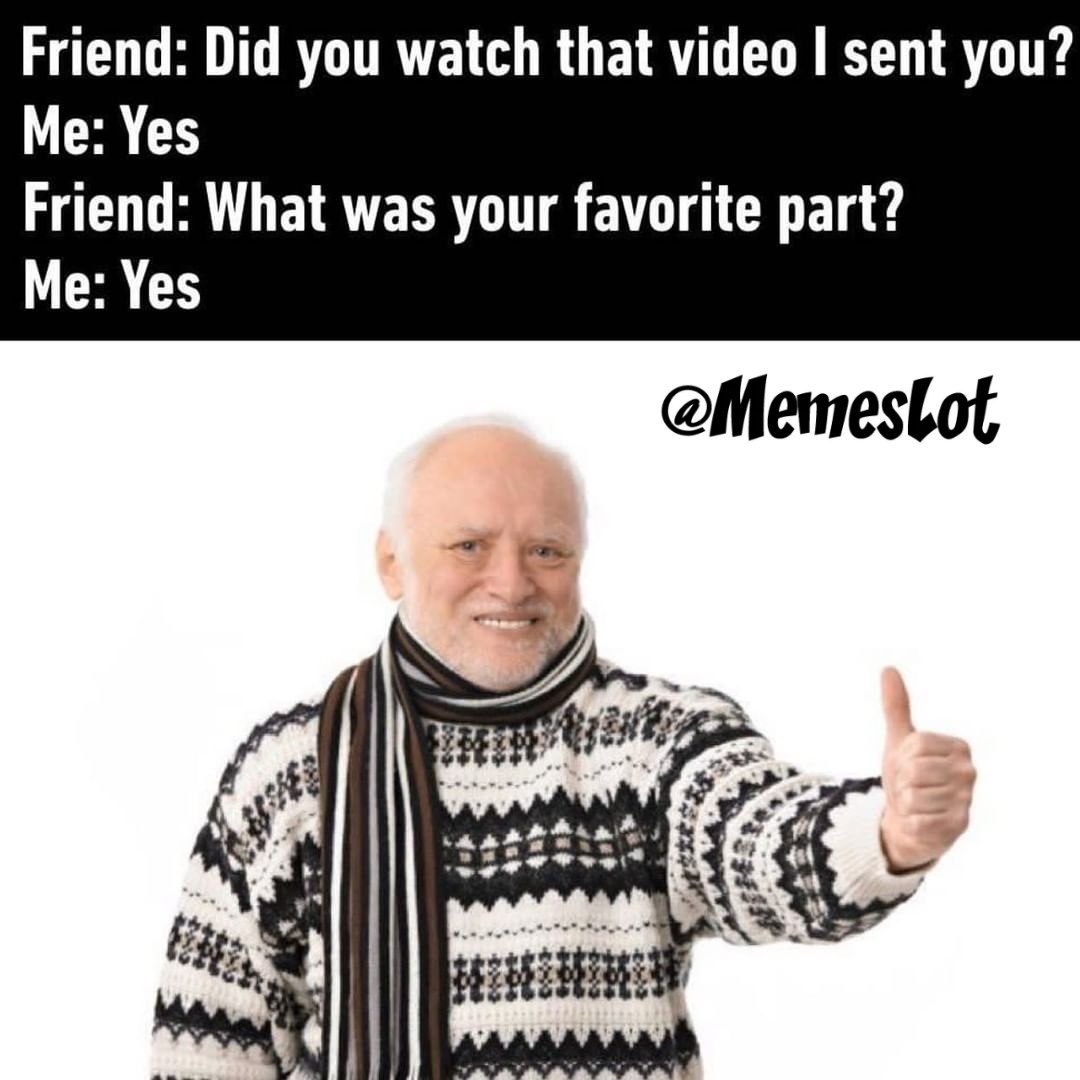 Friend: Did you watch that video I sent you?
Me: Yes
Friend: What was your favorite part?
Me: Yes
@MemesLot